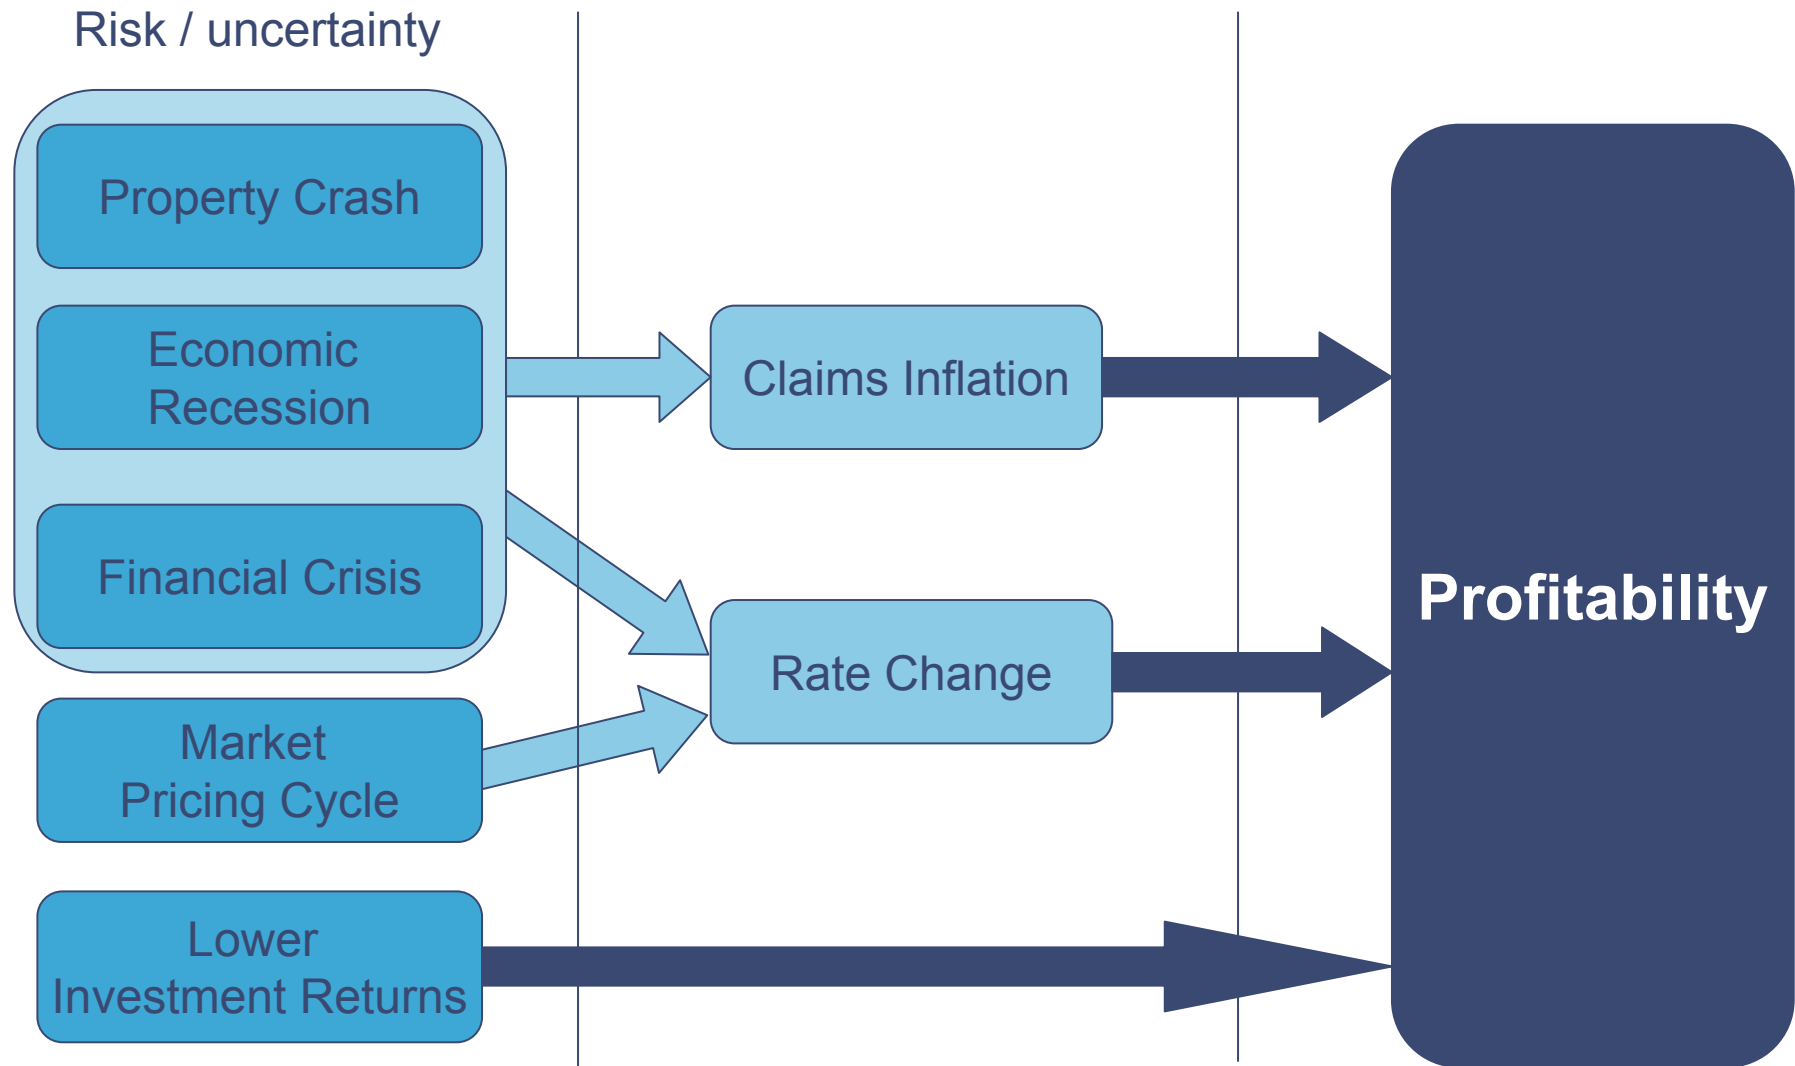 Risk / uncertainty
Property Crash
Economic
Recession
Financial Crisis
Market
Pricing Cycle
Lower
Investment Returns
Claims Inflation
Rate Change
Profitability